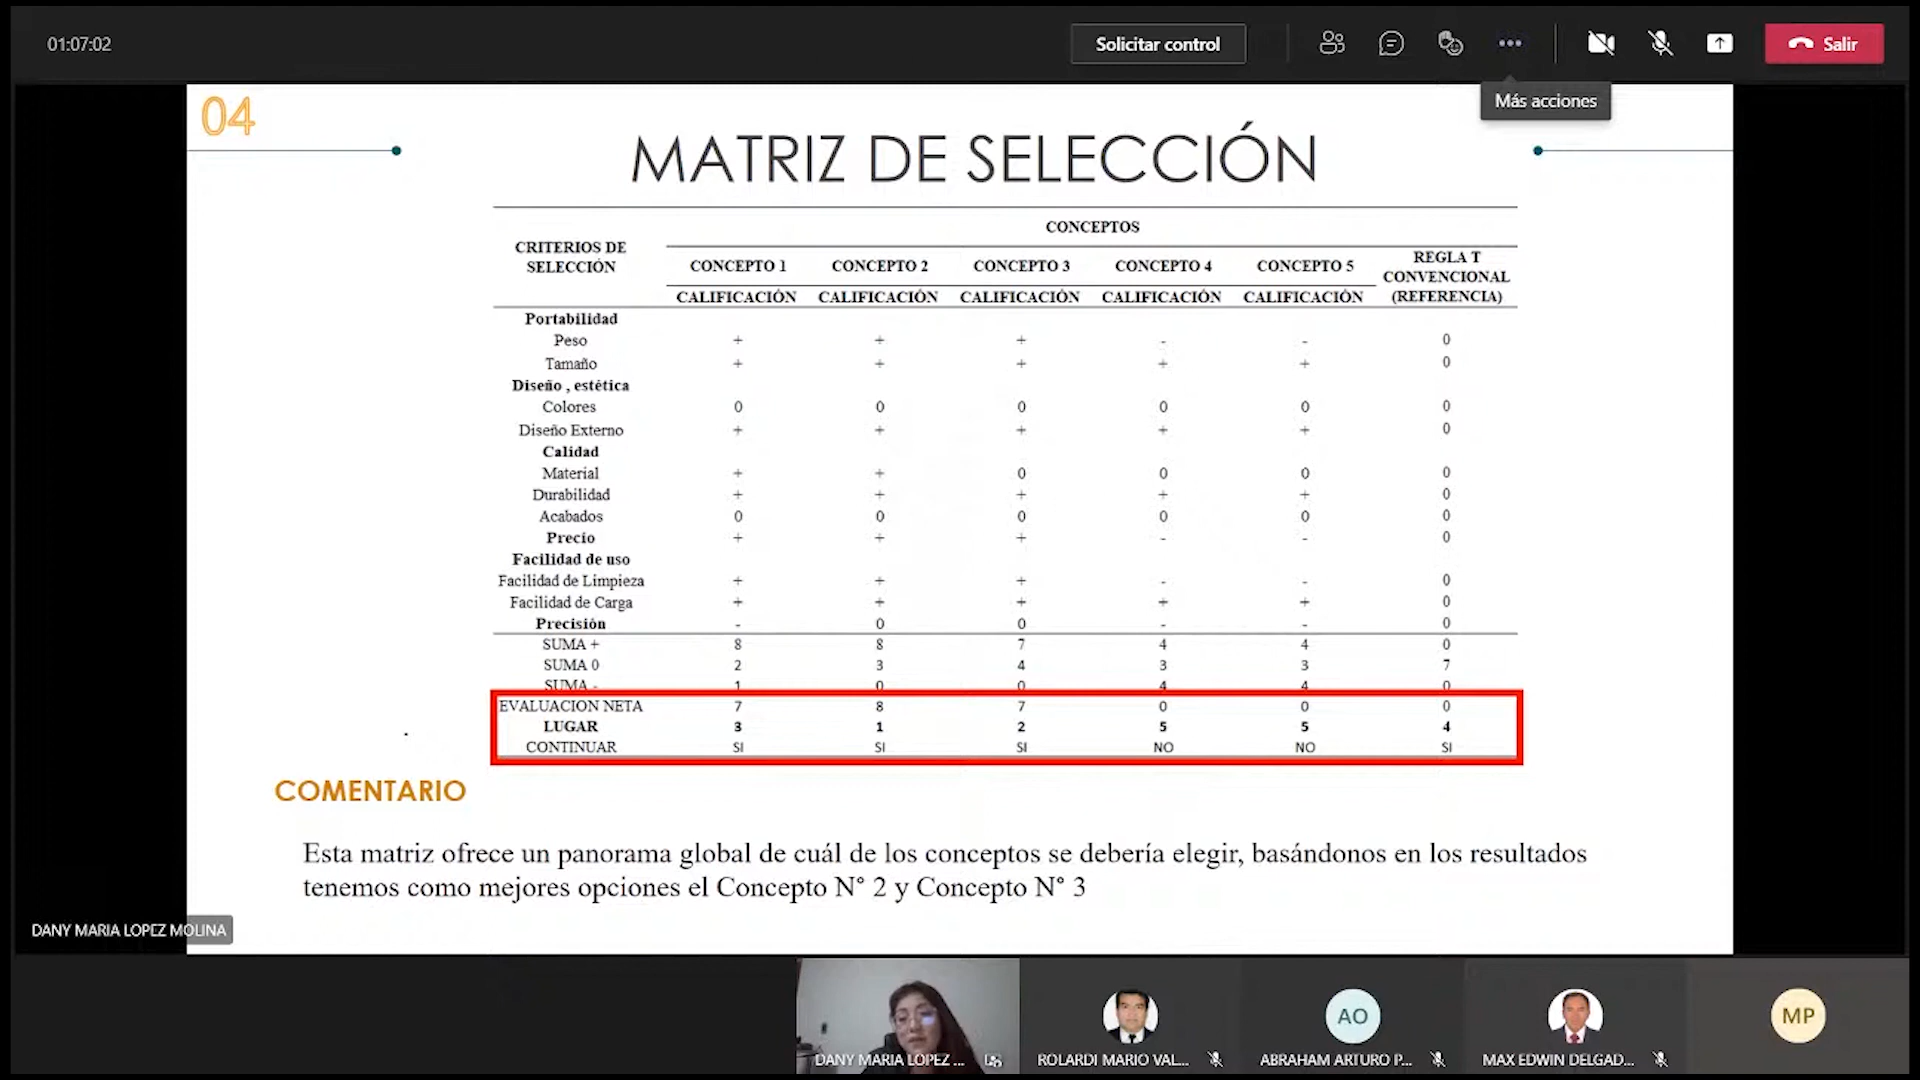 01:07:02
Solicitar control
Salir
Más acciones
04
MATRIZ DE SELECCIÓN
CONCEPTOS
CRITERIOS DE SELECCIÓN
CONCEPTO 1 CONCEPTO 2 CONCEPTO 3 CONCEPTO 4 CONCEPTO 5 REGLA T CONVENCIONAL (REFERENCIA)
CALIFICACIÓN CALIFICACIÓN CALIFICACIÓN CALIFICACIÓN CALIFICACIÓN
Portabilidad
Peso + + + - - 0
Tamaño + + + + + 0
Diseño , estética
Colores 0 0 0 0 0 0
Diseño Externo + + + + + 0
Calidad
Material + + 0 0 0 0
Durabilidad + + + + + 0
Acabados 0 0 0 0 0 0
Precio + + + - - 0
Facilidad de uso
Facilidad de Limpieza + + + - - 0
Facilidad de Carga + + + + + 0
Precisión - 0 0 - - 0
SUMA + 8 8 7 4 4 0
SUMA 0 2 3 4 3 3 7
SUMA - 1 0 0 4 4 0
EVALUACION NETA 7 8 7 0 0 0
LUGAR 3 1 2 5 5 4
CONTINUAR SI SI SI NO NO SI
COMENTARIO
Esta matriz ofrece un panorama global de cuál de los conceptos se debería elegir, basándonos en los resultados
tenemos como mejores opciones el Concepto N° 2 y Concepto N° 3
DANY MARIA LOPEZ MOLINA
DANY MARIA LOPEZ ...
ROLARDI MARIO VAL...
AO
ABRAHAM ARTURO P...
MAX EDWIN DELGAD...
MP